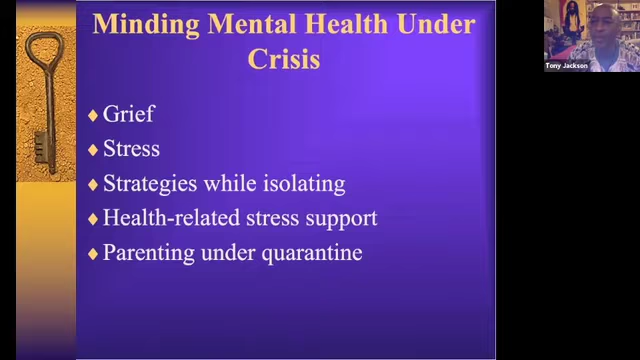 Minding Mental Health Under
Crisis
Grief
Stress
Strategies while isolating
Health-related stress support
Parenting under quarantine
Tony Jackson